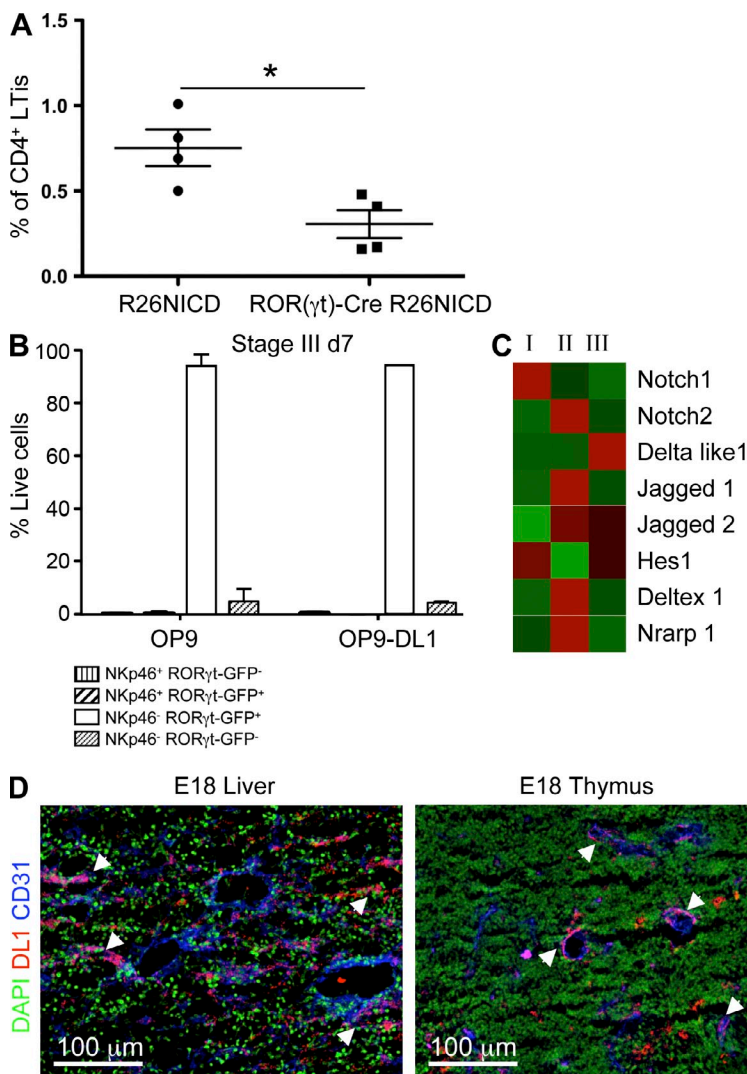 A
1.5
1.0
0.5
0.0
% of CD4⁺ LTis
*
R26NICD
ROR(γt)-Cre R26NICD
B
Stage III d7
100
80
60
40
20
0
% Live cells
OP9
OP9-DL1
NKp46⁺ RORγt-GFP⁻
NKp46⁺ RORγt-GFP⁺
NKp46⁻ RORγt-GFP⁺
NKp46⁻ RORγt-GFP⁻
C
I II III
Notch1
Notch2
Delta like1
Jagged 1
Jagged 2
Hes1
Deltex 1
Nrarp 1
D
E18 Liver
E18 Thymus
DAPI DL1 CD31
100 μm
100 μm